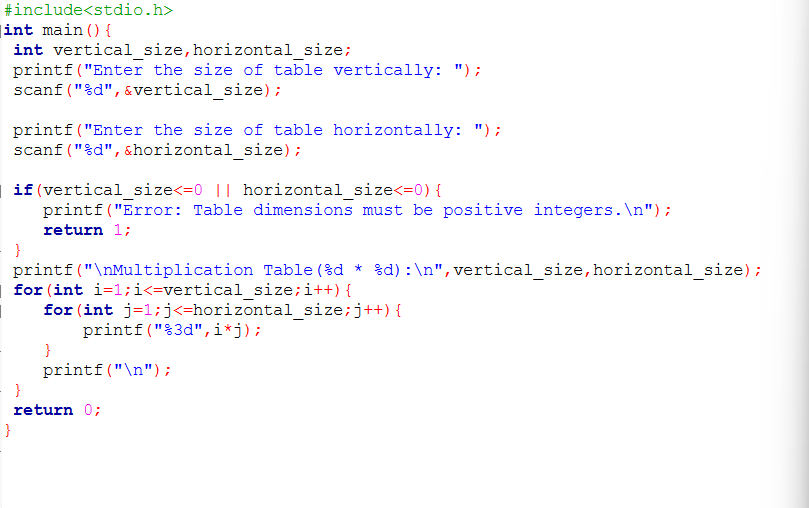 #include<stdio.h>
int main(){
int vertical_size,horizontal_size;
printf("Enter the size of table vertically: ");
scanf("%d",&vertical_size);
printf("Enter the size of table horizontally: ");
scanf("%d",&horizontal_size);
if(vertical_size<=0 || horizontal_size<=0){
printf("Error: Table dimensions must be positive integers.\n");
return 1;
}
printf("\nMultiplication Table(%d * %d):\n",vertical_size,horizontal_size);
for(int i=1;i<=vertical_size;i++){
for(int j=1;j<=horizontal_size;j++){
printf("%3d",i*j);
}
printf("\n");
}
return 0;
}